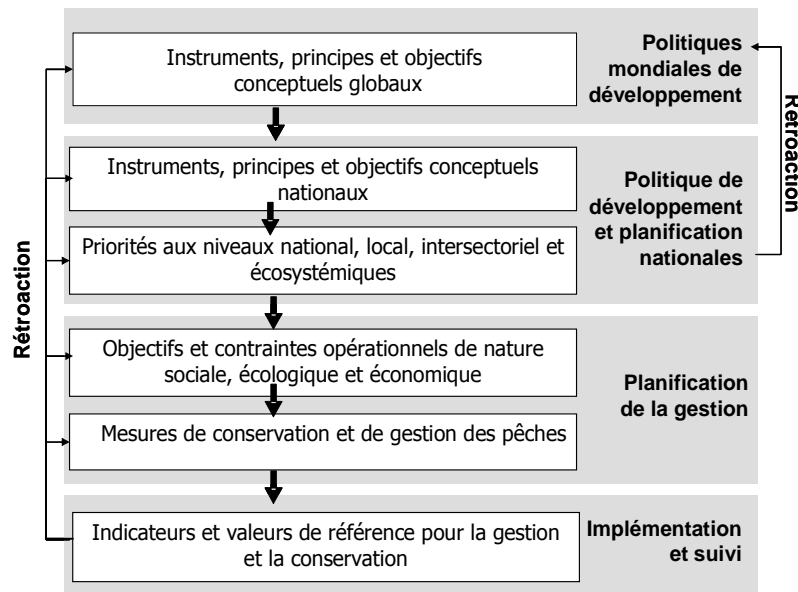 Instruments, principes et objectifs
conceptuels globaux
Politiques
mondiales de
développement
Rétroaction
Instruments, principes et objectifs conceptuels
nationaux
Priorités aux niveaux national, local, intersectoriel et
écosystémiques
Politique de
développement
et planification
nationales
Rétroaction
Objectifs et contraintes opérationnels de nature
sociale, écologique et économique
Mesures de conservation et de gestion des pêches
Planification
de la gestion
Indicateurs et valeurs de référence pour la gestion
et la conservation
Implémentation
et suivi